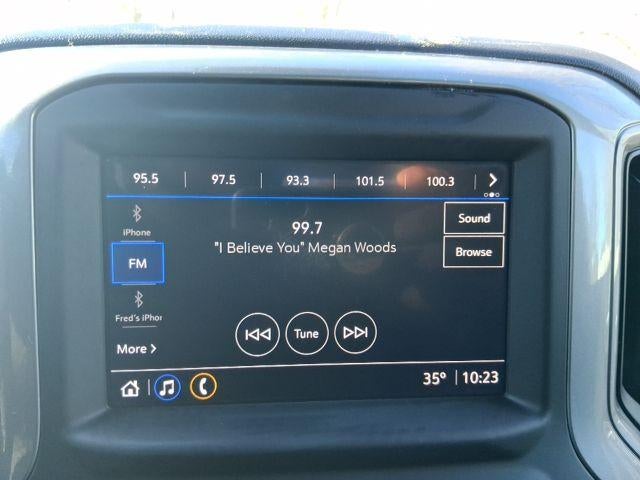 95.5 97.5 93.3 101.5 100.3
iPhone
FM
Fred's iPhor
More
99.7
"I Believe You" Megan Woods
Sound
Browse
Tune
35° 10:23